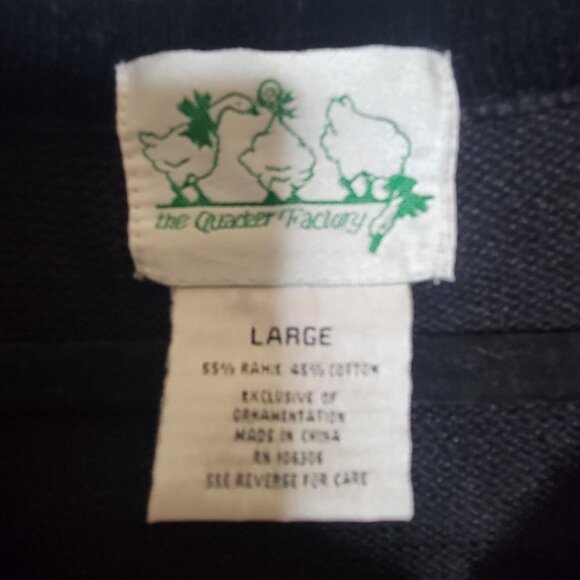 the Quacker Factory
LARGE
55% RAMIE 45% COTTON
EXCLUSIVE OF
ORNAMENTATION
MADE IN CHINA
RN 106306
SEE REVERSE FOR CARE